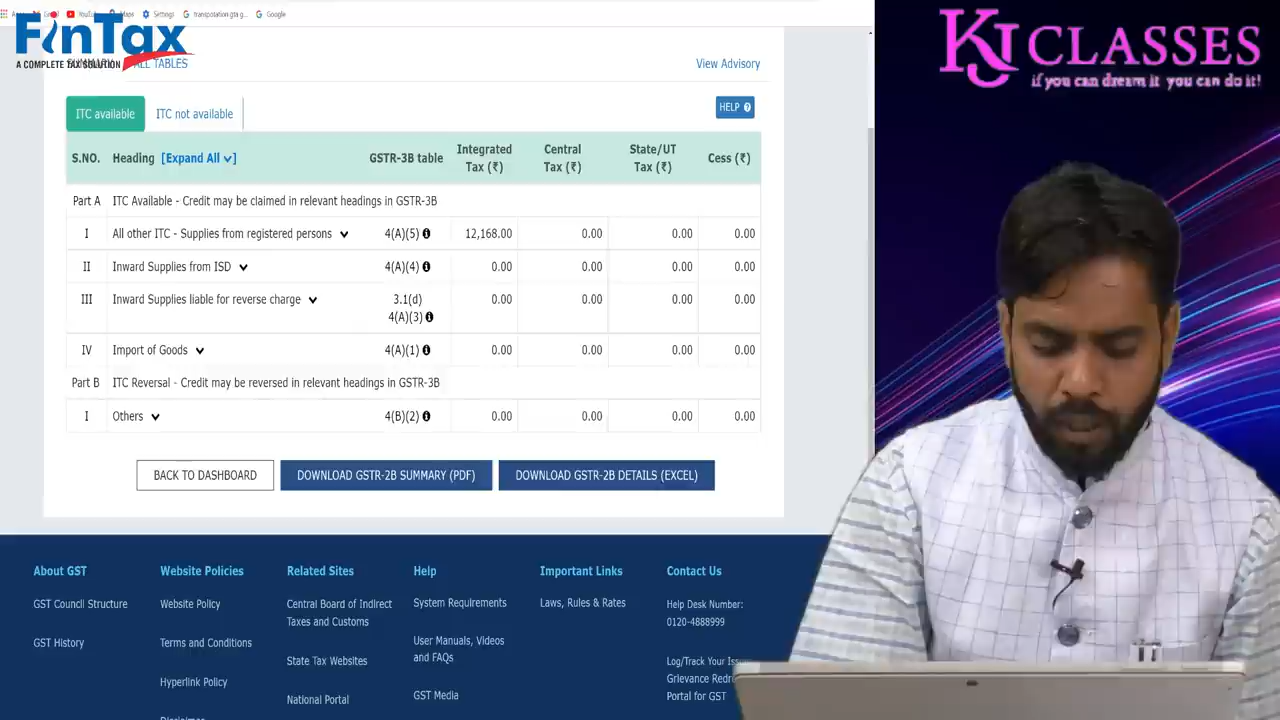 Settings
transpotation gta g...
Google
FinTax
A COMPLETE TAX SOLUTION
ALL TABLES
View Advisory
ITC available
ITC not available
HELP
S.NO.
Heading [Expand All]
GSTR-3B table
Integrated Tax (₹)
Central Tax (₹)
State/UT Tax (₹)
Cess (₹)
Part A ITC Available - Credit may be claimed in relevant headings in GSTR-3B
I All other ITC - Supplies from registered persons 4(A)(5) 12,168.00 0.00 0.00 0.00
II Inward Supplies from ISD 4(A)(4) 0.00 0.00 0.00 0.00
III Inward Supplies liable for reverse charge 3.1(d) 0.00 0.00 0.00 0.00
4(A)(3)
IV Import of Goods 4(A)(1) 0.00 0.00 0.00 0.00
Part B ITC Reversal - Credit may be reversed in relevant headings in GSTR-3B
I Others 4(B)(2) 0.00 0.00 0.00 0.00
BACK TO DASHBOARD
DOWNLOAD GSTR-2B SUMMARY (PDF)
DOWNLOAD GSTR-2B DETAILS (EXCEL)
About GST
GST Council Structure
GST History
Website Policies
Website Policy
Terms and Conditions
Hyperlink Policy
Related Sites
Central Board of Indirect
Taxes and Customs
State Tax Websites
National Portal
Help
System Requirements
User Manuals, Videos
and FAQs
GST Media
Important Links
Laws, Rules & Rates
Contact Us
Help Desk Number:
0120-4888999
Log/Track Your
Grievance
Portal for GST
KJ CLASSES
if you can dream it you can do it!